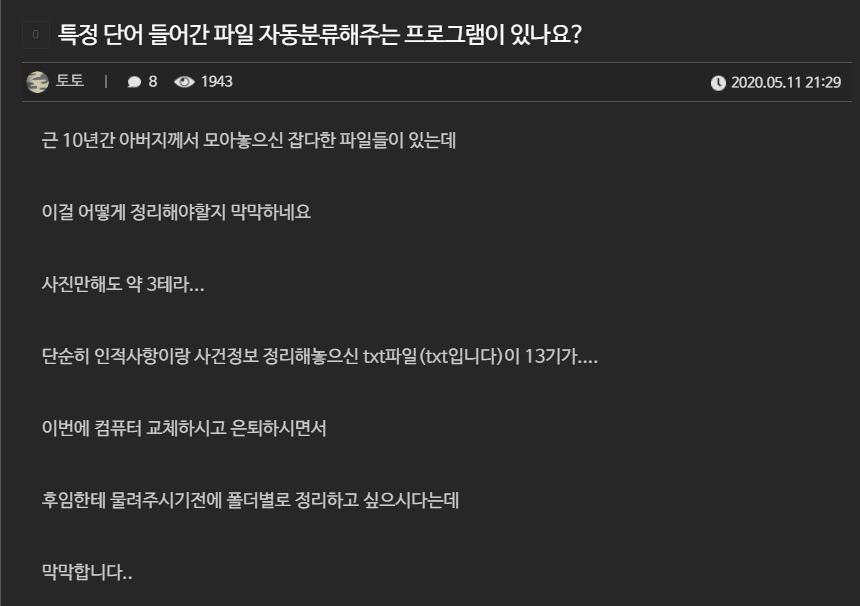 0 특정 단어 들어간 파일 자동분류해주는 프로그램이 있나요?
토토 | 8 1943 2020.05.11 21:29
근 10년간 아버지께서 모아놓으신 잡다한 파일들이 있는데
이걸 어떻게 정리해야할지 막막하네요
사진만해도 약 3테라...
단순히 인적사항이랑 사건정보 정리해놓으신 txt파일(txt입니다)이 13기가....
이번에 컴퓨터 교체하시고 은퇴하시면서
후임한테 물려주시기전에 폴더별로 정리하고 싶으시다는데
막막합니다..